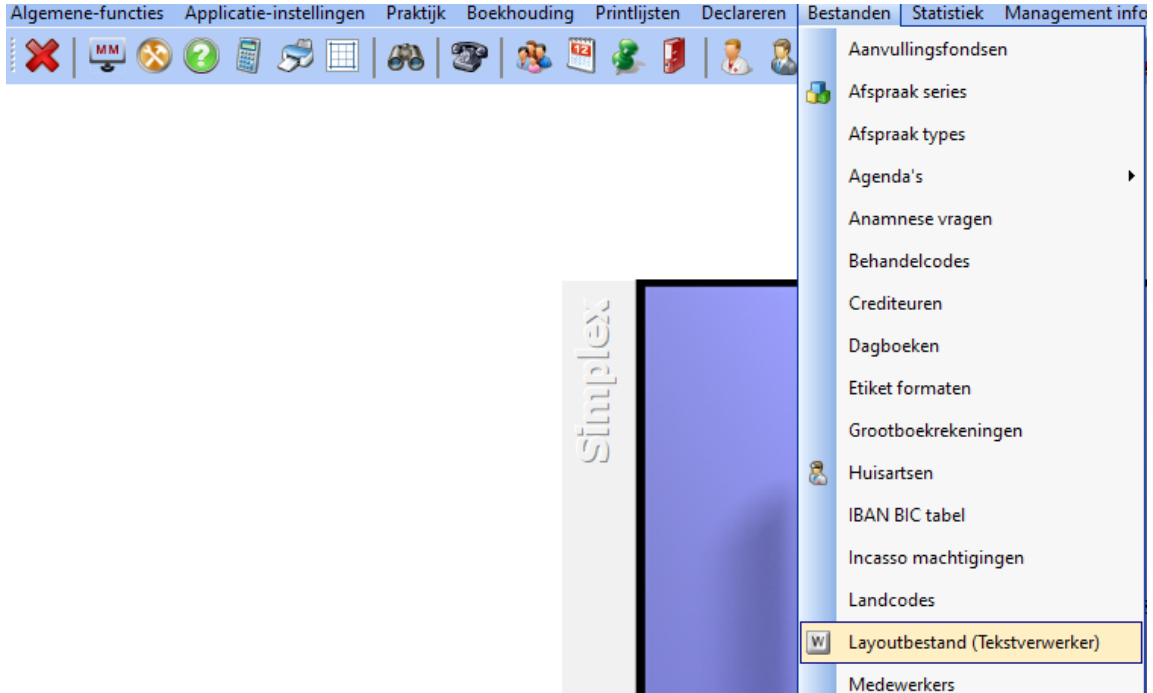 Algemene-functies Applicatie-instellingen Praktijk Boekhouding Printlijsten Declareren Bestanden Statistiek Management info
MM
?
12
Aanvullingsfondsen
Afspraak series
Afspraak types
Agenda's
Anamnese vragen
Behandelcodes
Crediteuren
Dagboeken
Etiket formaten
Grootboekrekeningen
Huisartsen
IBAN BIC tabel
Incasso machtigingen
Landcodes
W Layoutbestand (Tekstverwerker)
Medewerkers
Simplex